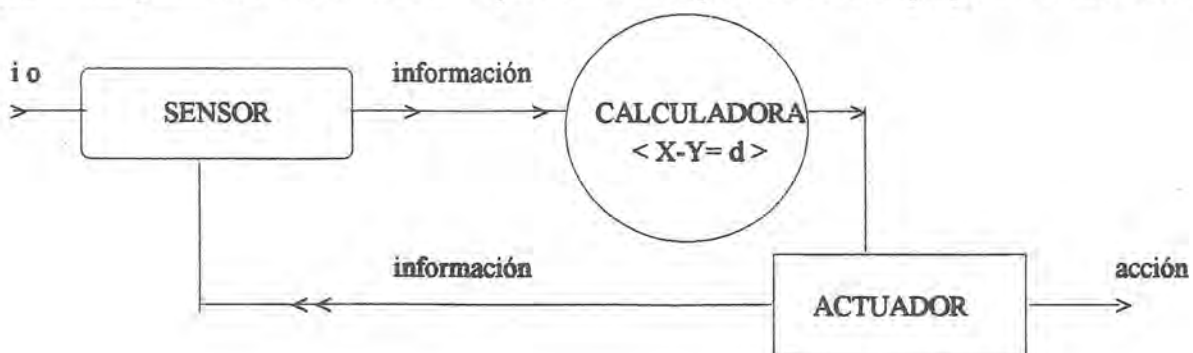 i o
información
SENSOR
CALCULADORA
< X-Y= d >
información
acción
ACTUADOR